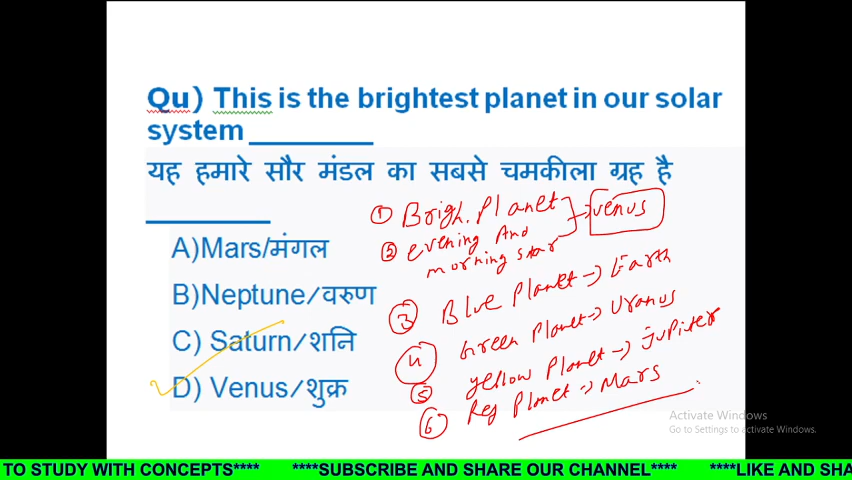 Qu) This is the brightest planet in our solar
system________
यह हमारे सौर मंडल का सबसे चमकीला ग्रह है
________
A)Mars/मंगल
B)Neptune/वरुण
C) Saturn/शनि
D) Venus/शुक्र
① Brigh. Planet
② evening And
morning star
venus
③ Blue Planet → Earth
④ Green Planet → Uranus
⑤ yellow Planet → Jupiter
⑥ Red Planet → Mars
Activate Windows
Go to Settings to activate Windows.
TO STUDY WITH CONCEPTS**** ****SUBSCRIBE AND SHARE OUR CHANNEL**** ****LIKE AND SHA